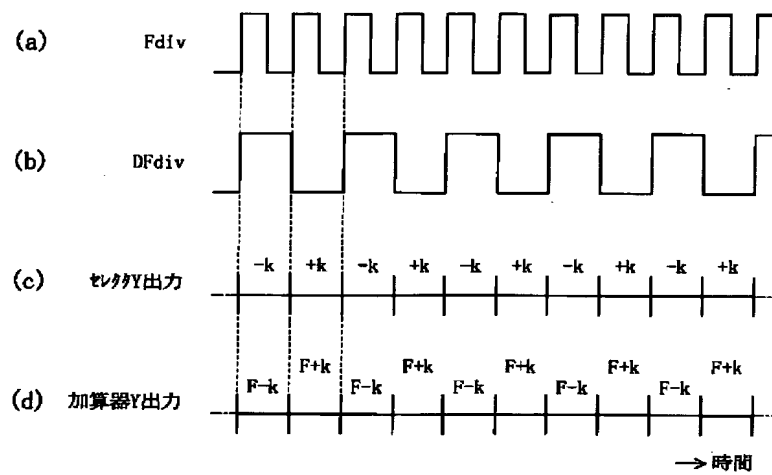 (a) Fdiv
(b) DFdiv
(c) セレクタY出力 -k +k -k +k -k +k -k +k -k +k
(d) 加算器Y出力 F-k F+k F-k F+k F-k F+k F-k F+k F-k F+k
→ 時間